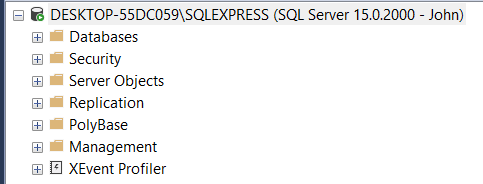 DESKTOP-55DC059\SQLEXPRESS (SQL Server 15.0.2000 - John)
Databases
Security
Server Objects
Replication
PolyBase
Management
XEvent Profiler